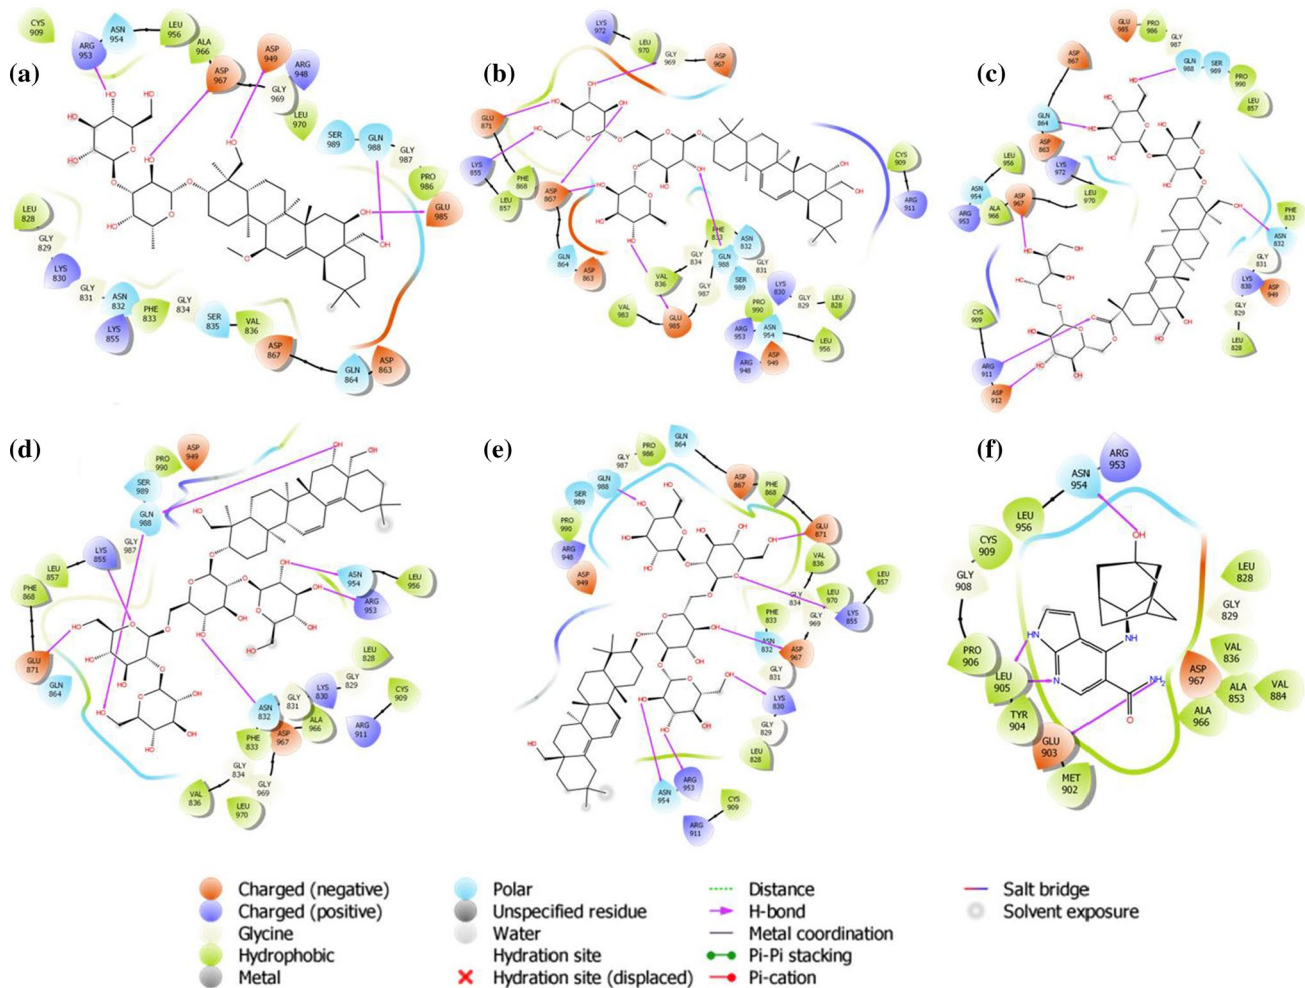 (a)
CYS 909
ARG 953
ASN 954
LEU 956
ALA 966
ASP 967
ASP 949
ARG 948
GLY 969
LEU 970
SER 989
GLN 988
GLY 987
PRO 986
GLU 985
LEU 828
GLY 829
LYS 830
GLY 831
ASN 832
LYS 855
PHE 833
GLY 834
SER 835
VAL 836
ASP 867
GLN 864
ASP 863
(b)
LYS 972
LEU 970
GLY 969
ASP 967
GLU 871
LYS 855
PHE 868
LEU 857
ASP 867
GLN 864
ASP 863
CYS 909
ARG 911
PHE 833
ASN 832
GLY 834
GLN 988
GLY 831
SER 989
VAL 836
GLY 987
LYS 830
GLY 829
LEU 828
PRO 990
VAL 983
GLU 985
ARG 953
ASN 954
LEU 956
ARG 948
ASP 949
(c)
GLU 985
PRO 986
GLY 987
GLN 988
SER 989
PRO 990
LEU 857
ASP 867
GLN 864
ASP 863
LEU 956
LYS 972
ASN 954
ARG 953
ALA 966
ASP 967
LEU 970
PHE 833
ASN 832
GLY 831
LYS 830
ASP 949
GLY 829
LEU 828
CYS 909
ARG 911
ASP 912
(d)
ASP 949
PRO 990
SER 989
GLN 988
GLY 987
LYS 855
LEU 857
PHE 868
GLU 871
GLN 864
ASN 954
LEU 956
ARG 953
LEU 828
GLY 829
LYS 830
GLY 831
CYS 909
ARG 911
ASN 832
ALA 966
ASP 967
PHE 833
GLY 834
GLY 969
VAL 836
LEU 970
(e)
GLN 864
PRO 986
GLY 987
GLN 988
SER 989
PRO 990
ARG 948
ASP 949
ASP 867
PHE 868
GLU 871
VAL 836
LEU 857
LEU 970
GLY 834
LYS 855
GLY 969
PHE 833
ASN 832
ASP 967
GLY 831
LYS 830
GLY 829
LEU 828
ARG 953
ASN 954
CYS 909
ARG 911
(f)
ARG 953
ASN 954
LEU 956
CYS 909
GLY 908
PRO 906
LEU 905
TYR 904
GLU 903
MET 902
LEU 828
GLY 829
VAL 836
ASP 967
ALA 853
VAL 884
ALA 966
OH
NH
HN
N
NH2
O
Charged (negative)
Charged (positive)
Glycine
Hydrophobic
Metal
Polar
Unspecified residue
Water
Hydration site
Hydration site (displaced)
Distance
H-bond
Metal coordination
Pi-Pi stacking
Pi-cation
Salt bridge
Solvent exposure